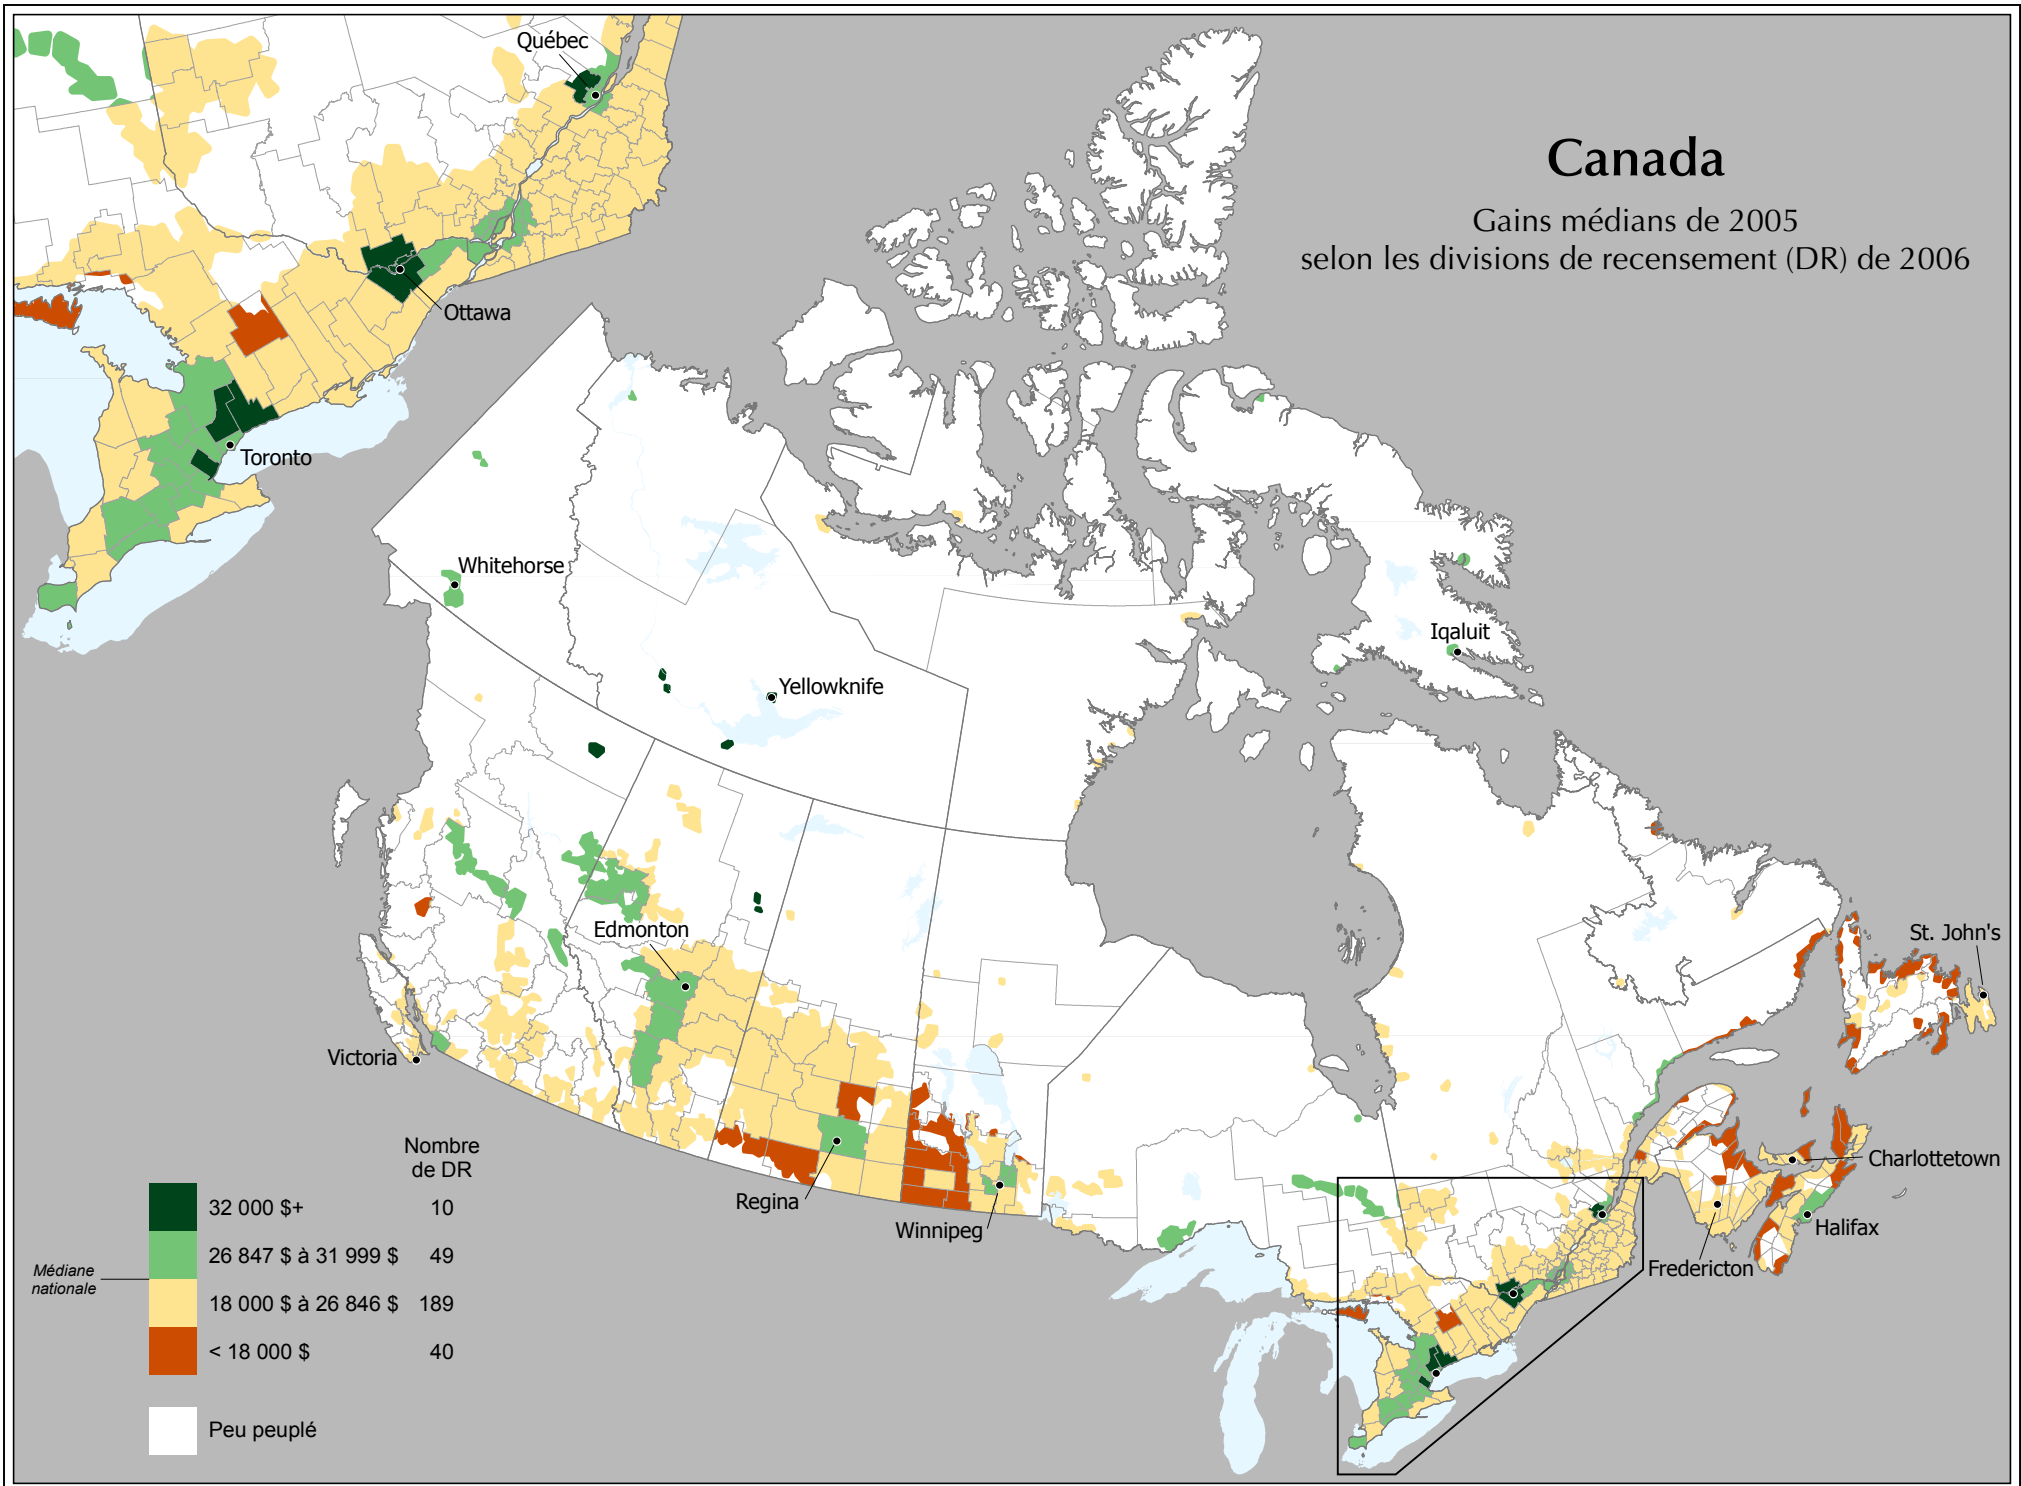 Canada
Gains médians de 2005
selon les divisions de recensement (DR) de 2006
Québec
Ottawa
Toronto
Whitehorse
Yellowknife
Iqaluit
Edmonton
St. John's
Victoria
Regina
Winnipeg
Charlottetown
Halifax
Fredericton
Nombre
de DR
32 000 $+ 10
26 847 $ à 31 999 $ 49
Médiane
nationale
18 000 $ à 26 846 $ 189
< 18 000 $ 40
Peu peuplé